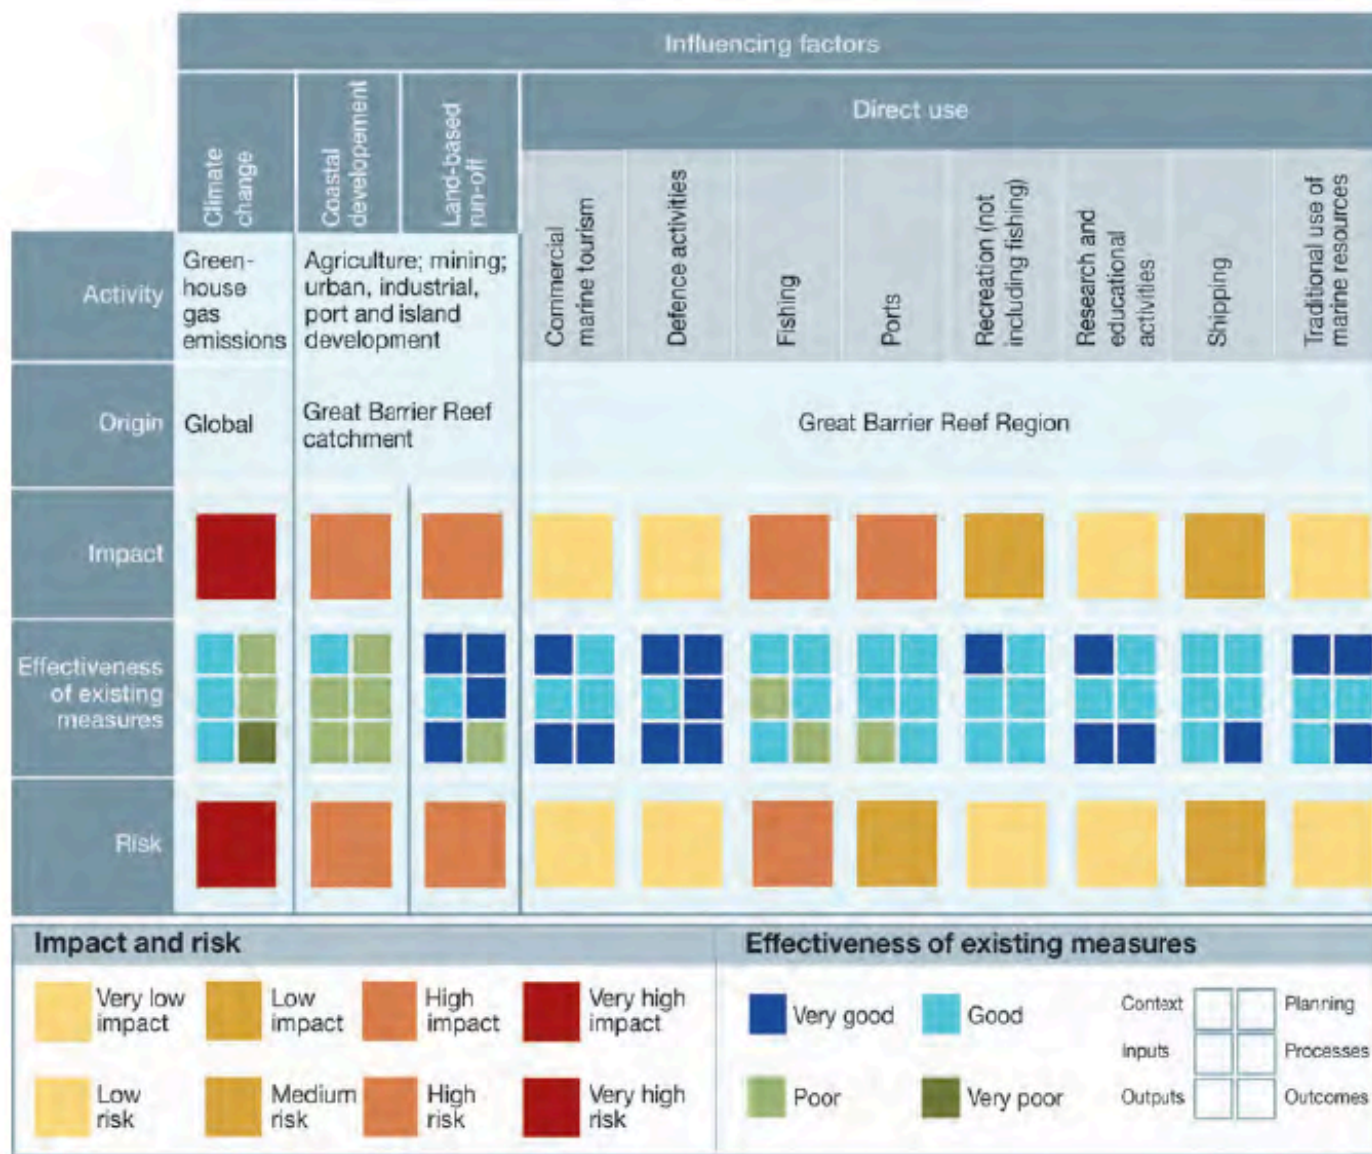 Influencing factors
Climate
change
Coastal
developement
Land-based
run-off
Direct use
Commercial
marine tourism
Defence activities
Fishing
Ports
Recreation (not
including fishing)
Research and
educational
activities
Shipping
Traditional use of
marine resources
Activity
Green-
house
gas
emissions
Agriculture; mining;
urban, industrial,
port and island
development
Origin
Global
Great Barrier Reef
catchment
Great Barrier Reef Region
Impact
Effectiveness
of existing
measures
Risk
Impact and risk
Very low
impact
Low
impact
High
impact
Very high
impact
Low
risk
Medium
risk
High
risk
Very high
risk
Effectiveness of existing measures
Very good
Good
Poor
Very poor
Context
Planning
Inputs
Processes
Outputs
Outcomes